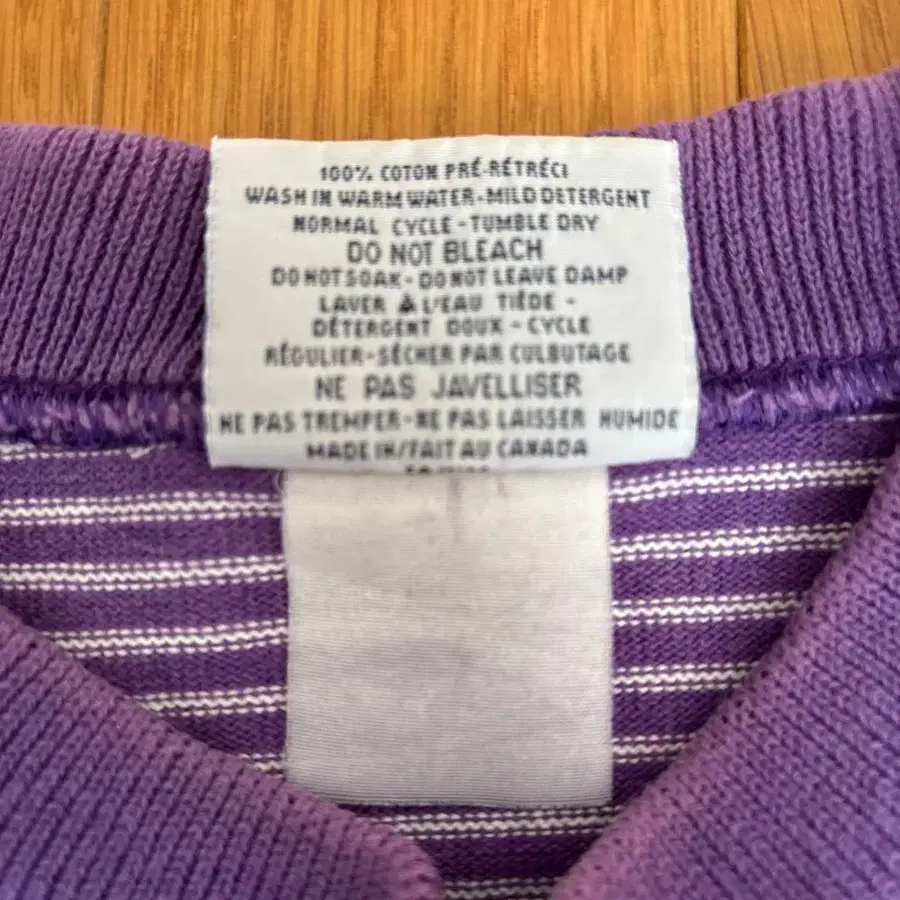 100% COTON PRÉ-RÉTRÉCI
WASH IN WARM WATER-MILD DETERGENT
NORMAL CYCLE-TUMBLE DRY
DO NOT BLEACH
DO NOT SOAK-DO NOT LEAVE DAMP
LAVER À L'EAU TIÈDE -
DÉTERGENT DOUX - CYCLE
RÉGULIER-SÉCHER PAR CULBUTAGE
NE PAS JAVELLISER
NE PAS TREMPER-NE PAS LAISSER HUMIDE
MADE IN/FAIT AU CANADA